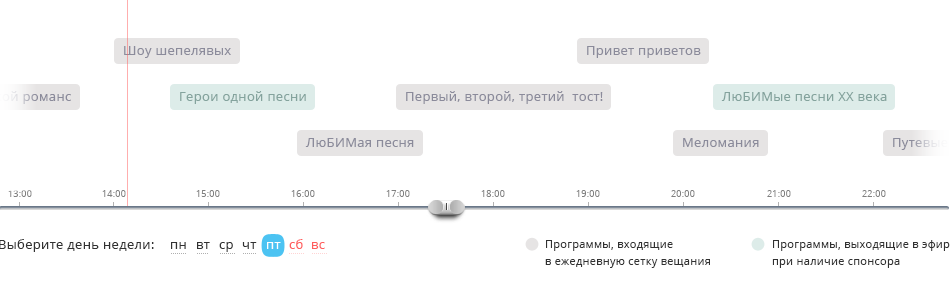 Шоу шепелявых
Привет приветов
ой романс
Герои одной песни
Первый, второй, третий тост!
ЛюБИМые песни ХХ века
ЛюБИМая песня
Меломания
13:00 14:00 15:00 16:00 17:00 18:00 19:00 20:00 21:00 22:00
Выберите день недели: пн вт ср чт пт сб вс
Программы, входящие
в ежедневную сетку вещания
Программы, выходящие в эфир
при наличие спонсора